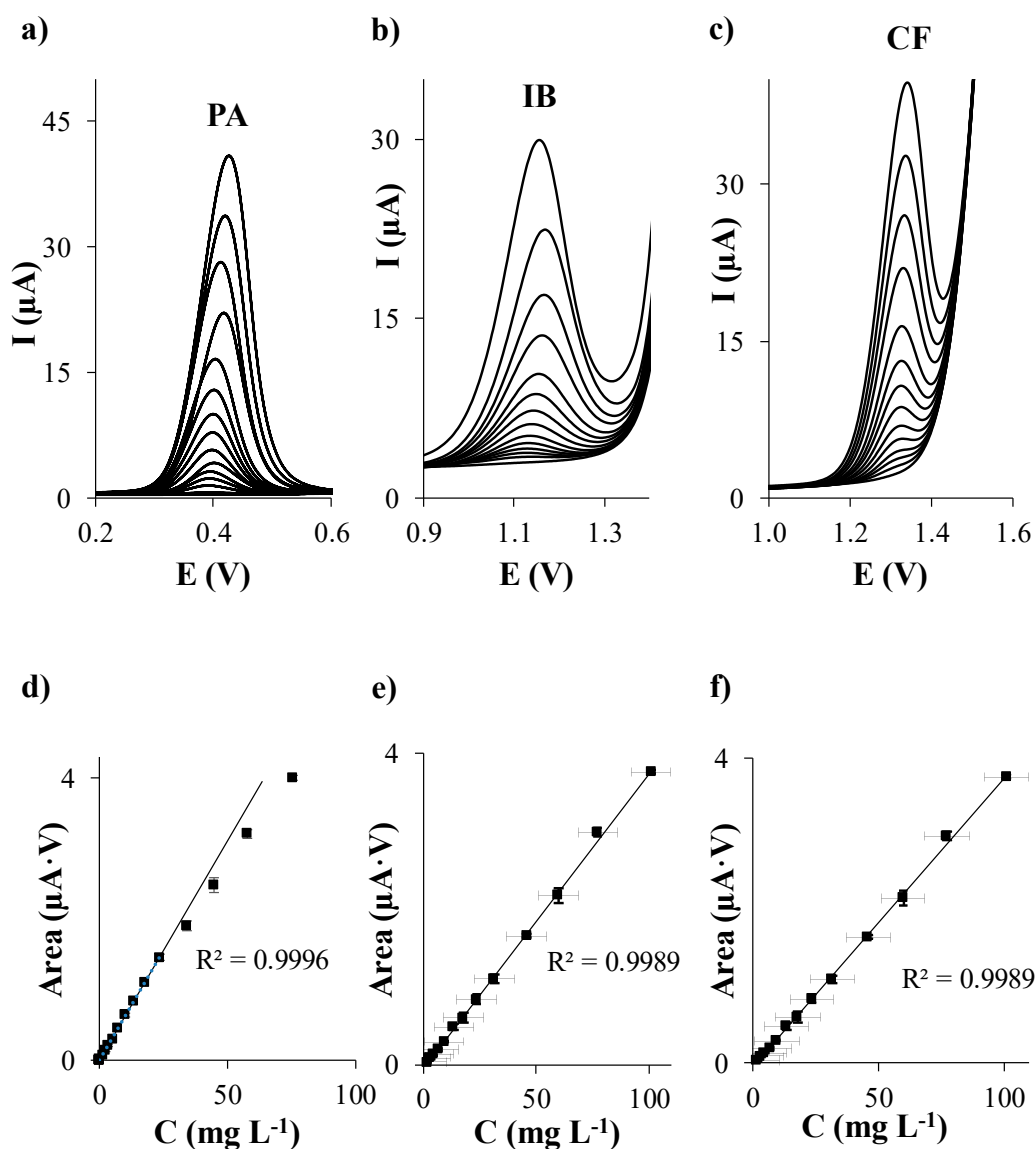 a)
PA
I (µA)
45
30
15
0
0.2
0.4
0.6
E (V)
b)
IB
I (µA)
30
15
0
0.9
1.1
1.3
E (V)
c)
CF
I (µA)
30
15
0
1.0
1.2
1.4
1.6
E (V)
d)
Area (µA·V)
4
0
R² = 0.9996
0
50
100
C (mg L⁻¹)
e)
Area (µA·V)
4
0
R² = 0.9989
0
50
100
C (mg L⁻¹)
f)
Area (µA·V)
4
0
R² = 0.9989
0
50
100
C (mg L⁻¹)